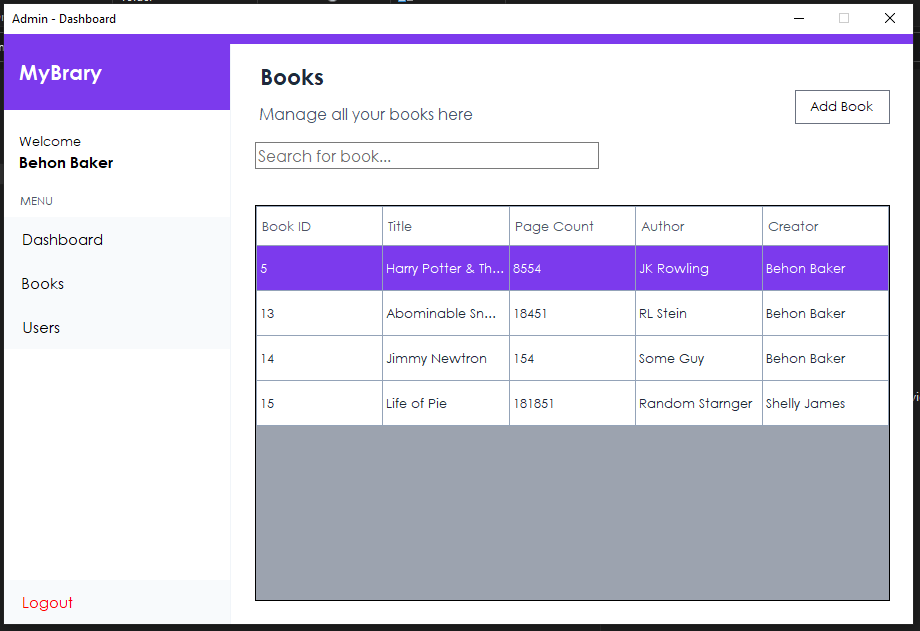 Admin - Dashboard
MyBrary
Welcome
Behon Baker
MENU
Dashboard
Books
Users
Logout
Books
Manage all your books here
Add Book
Search for book...
Book ID Title Page Count Author Creator
5 Harry Potter & Th... 8554 JK Rowling Behon Baker
13 Abominable Sn... 18451 RL Stein Behon Baker
14 Jimmy Newtron 154 Some Guy Behon Baker
15 Life of Pie 181851 Random Starnger Shelly James